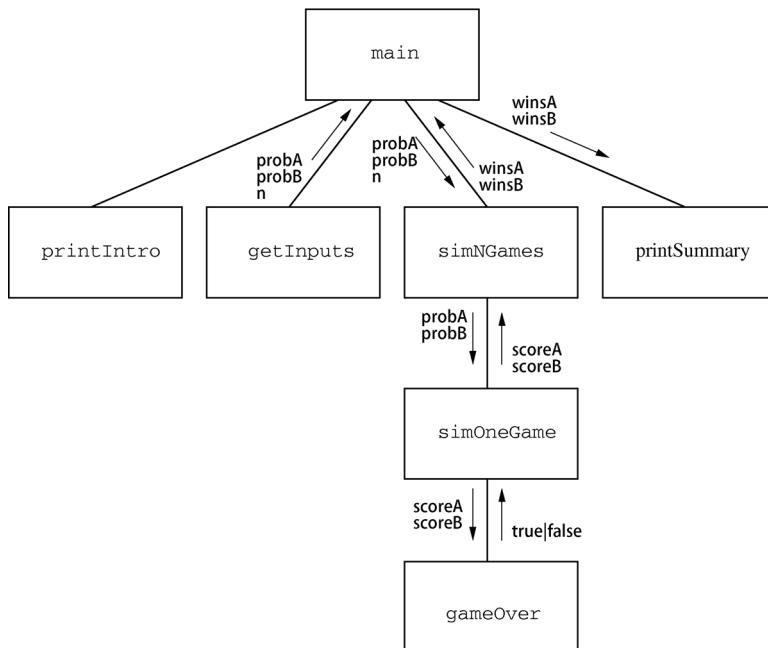 main
winsA
winsB
probA
probB
n
probA
probB
n
winsA
winsB
printIntro
getInputs
simNGames
printSummary
probA
probB
scoreA
scoreB
simOneGame
scoreA
scoreB
true|false
gameOver